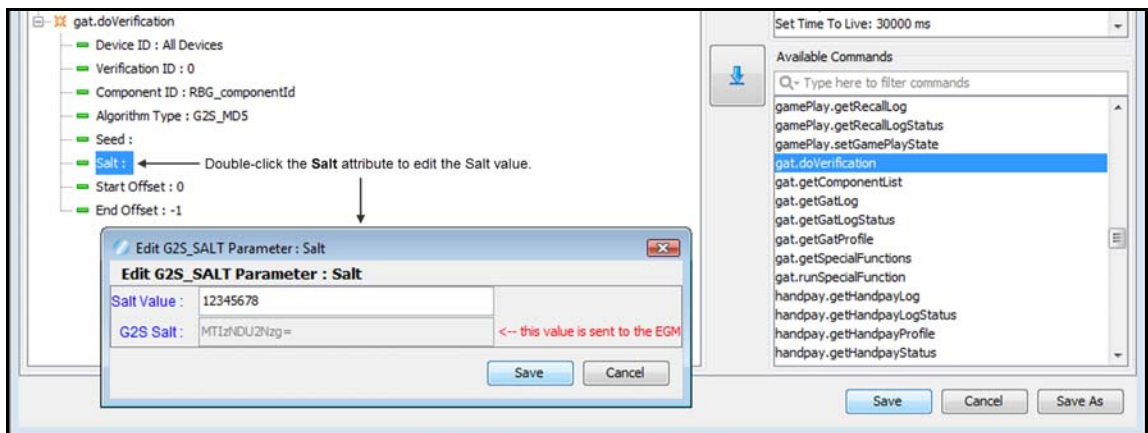 gat.doVerification
Device ID : All Devices
Verification ID : 0
Component ID : RBG_componentId
Algorithm Type : G2S_MD5
Seed :
Salt :
Double-click the Salt attribute to edit the Salt value.
Start Offset : 0
End Offset : -1
Edit G2S_SALT Parameter : Salt
Edit G2S_SALT Parameter : Salt
Salt Value : 12345678
G2S Salt : MTIzNDU2Nzg= <-- this value is sent to the EGM
Save Cancel
Set Time To Live: 30000 ms
Available Commands
Type here to filter commands
gamePlay.getRecallLog
gamePlay.getRecallLogStatus
gamePlay.setGamePlayState
gat.doVerification
gat.getComponentList
gat.getGatLog
gat.getGatLogStatus
gat.getGatProfile
gat.getSpecialFunctions
gat.runSpecialFunction
handpay.getHandpayLog
handpay.getHandpayLogStatus
handpay.getHandpayProfile
handpay.getHandpayStatus
Save Cancel Save As